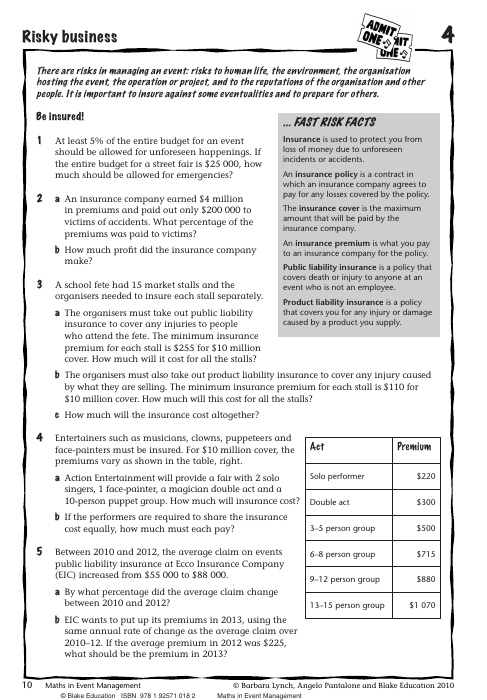 Risky business
ADMIT
ONE
MIT
ONE
4
There are risks in managing an event: risks to human life, the environment, the organisation
hosting the event, the operation or project, and to the reputations of the organisation and other
people. It is important to insure against some eventualities and to prepare for others.
Be insured!
1 At least 5% of the entire budget for an event
should be allowed for unforeseen happenings. If
the entire budget for a street fair is $25 000, how
much should be allowed for emergencies?
2 a An insurance company earned $4 million
in premiums and paid out only $200 000 to
victims of accidents. What percentage of the
premiums was paid to victims?
b How much profit did the insurance company
make?
3 A school fete had 15 market stalls and the
organisers needed to insure each stall separately.
a The organisers must take out public liability
insurance to cover any injuries to people
who attend the fete. The minimum insurance
premium for each stall is $255 for $10 million
cover. How much will it cost for all the stalls?
... FAST RISK FACTS
Insurance is used to protect you from
loss of money due to unforeseen
incidents or accidents.
An insurance policy is a contract in
which an insurance company agrees to
pay for any losses covered by the policy.
The insurance cover is the maximum
amount that will be paid by the
insurance company.
An insurance premium is what you pay
to an insurance company for the policy.
Public liability insurance is a policy that
covers death or injury to anyone at an
event who is not an employee.
Product liability insurance is a policy
that covers you for any injury or damage
caused by a product you supply.
b The organisers must also take out product liability insurance to cover any injury caused
by what they are selling. The minimum insurance premium for each stall is $110 for
$10 million cover. How much will this cost for all the stalls?
c How much will the insurance cost altogether?
4 Entertainers such as musicians, clowns, puppeteers and
face-painters must be insured. For $10 million cover, the
premiums vary as shown in the table, right.
a Action Entertainment will provide a fair with 2 solo
singers, 1 face-painter, a magician double act and a
10-person puppet group. How much will insurance cost?
b If the performers are required to share the insurance
cost equally, how much must each pay?
5 Between 2010 and 2012, the average claim on events
public liability insurance at Ecco Insurance Company
(EIC) increased from $55 000 to $88 000.
a By what percentage did the average claim change
between 2010 and 2012?
b EIC wants to put up its premiums in 2013, using the
same annual rate of change as the average claim over
2010–12. If the average premium in 2012 was $225,
what should be the premium in 2013?
Act Premium
Solo performer $220
Double act $300
3–5 person group $500
6–8 person group $715
9–12 person group $880
13–15 person group $1 070
10 Maths in Event Management © Barbara Lynch, Angelo Pantalone and Blake Education 2010
© Blake Education ISBN 978 1 92571 018 2 Maths in Event Management